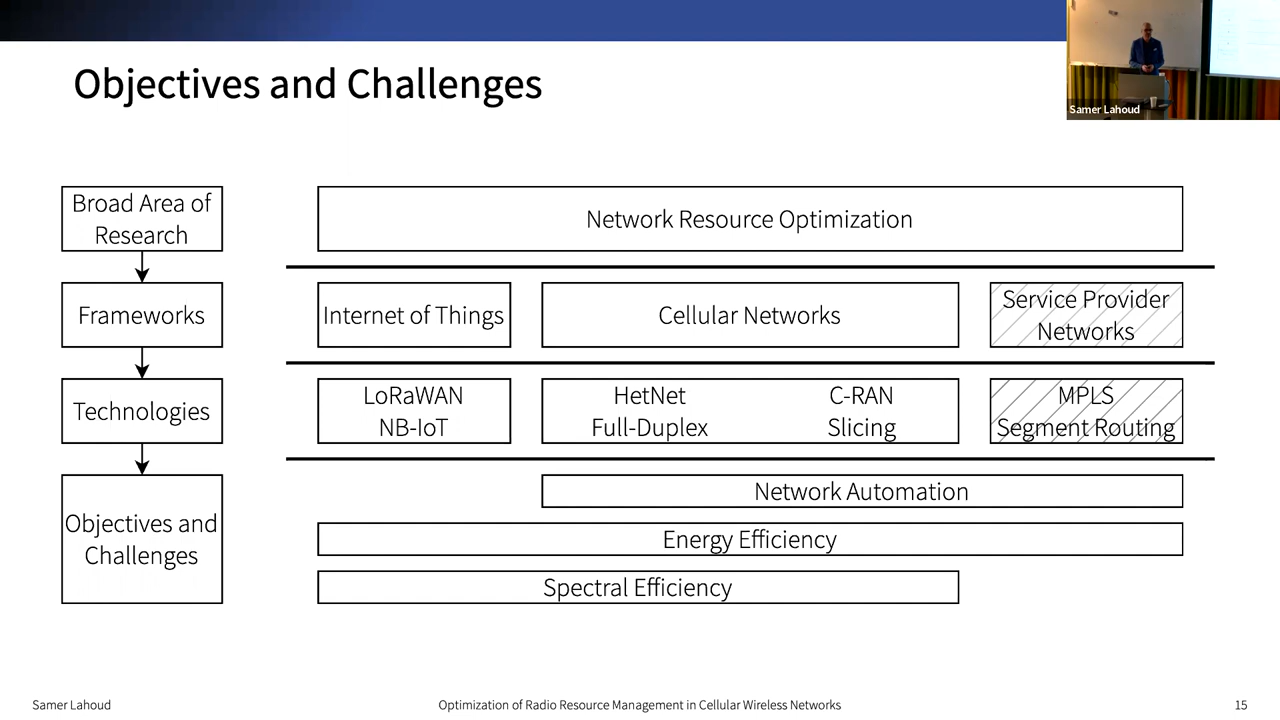 Objectives and Challenges
Samer Lahoud
Broad Area of
Research
Network Resource Optimization
Frameworks
Internet of Things
Cellular Networks
Service Provider
Networks
Technologies
LoRaWAN
NB-IoT
HetNet
Full-Duplex
C-RAN
Slicing
MPLS
Segment Routing
Objectives and
Challenges
Network Automation
Energy Efficiency
Spectral Efficiency
Samer Lahoud
Optimization of Radio Resource Management in Cellular Wireless Networks
15